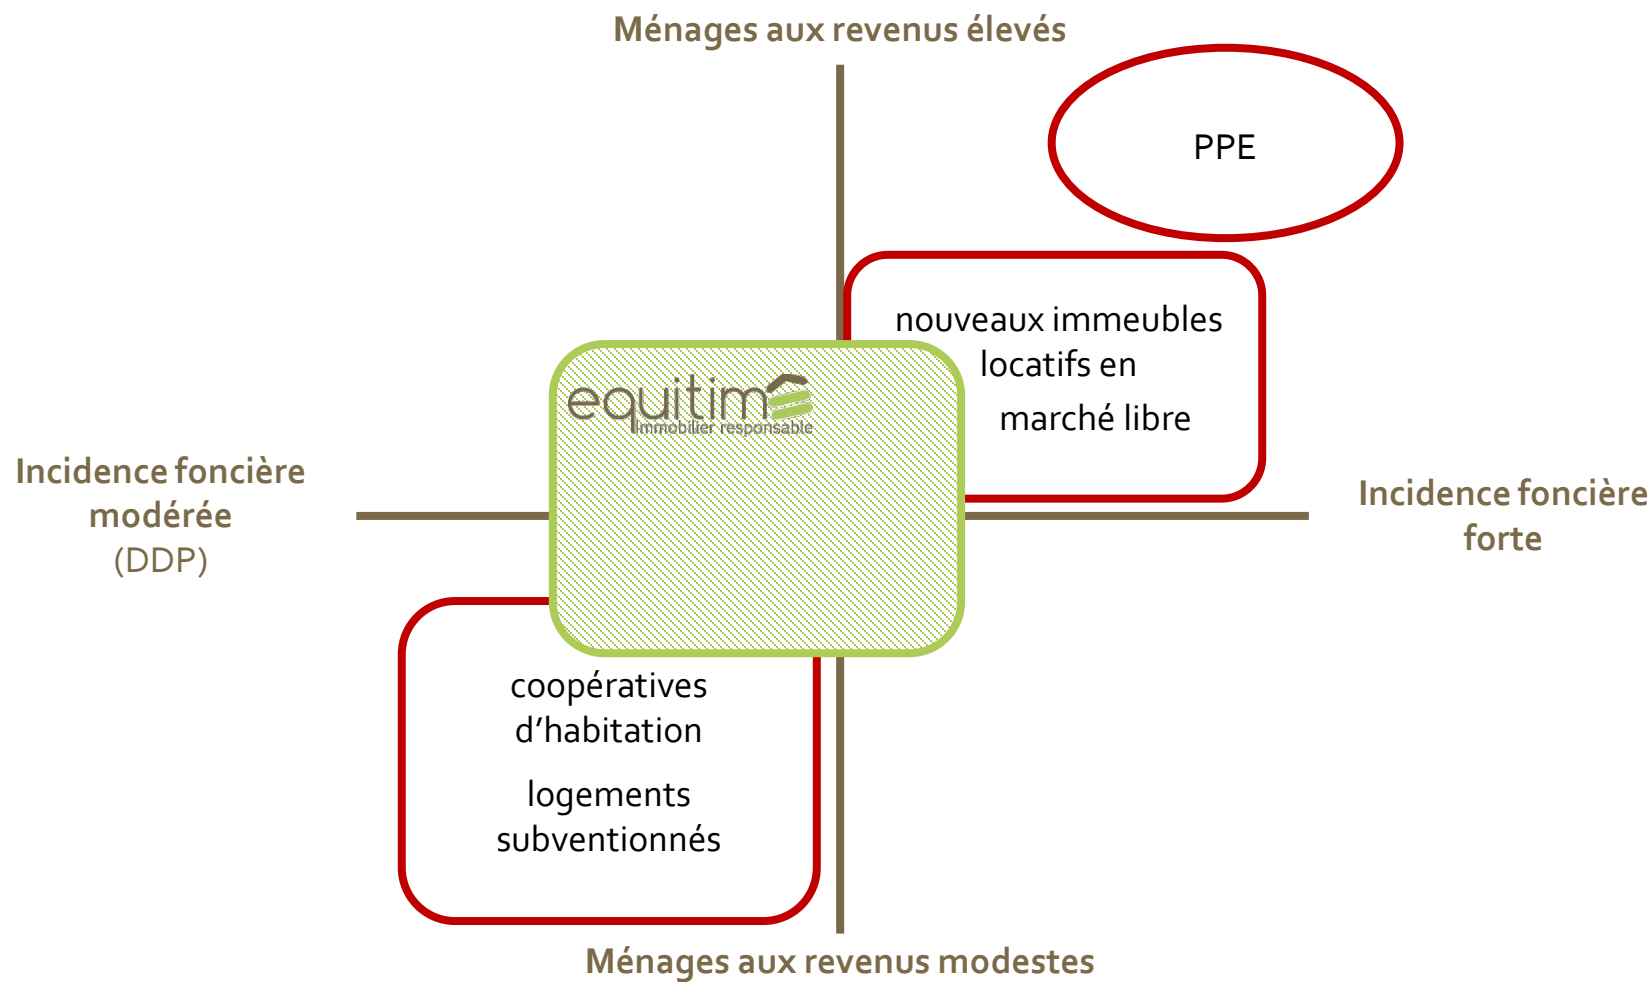 Ménages aux revenus élevés
PPE
nouveaux immeubles
locatifs en
marché libre
equitim
Immobilier responsable
Incidence foncière
modérée
(DDP)
Incidence foncière
forte
coopératives
d’habitation
logements
subventionnés
Ménages aux revenus modestes